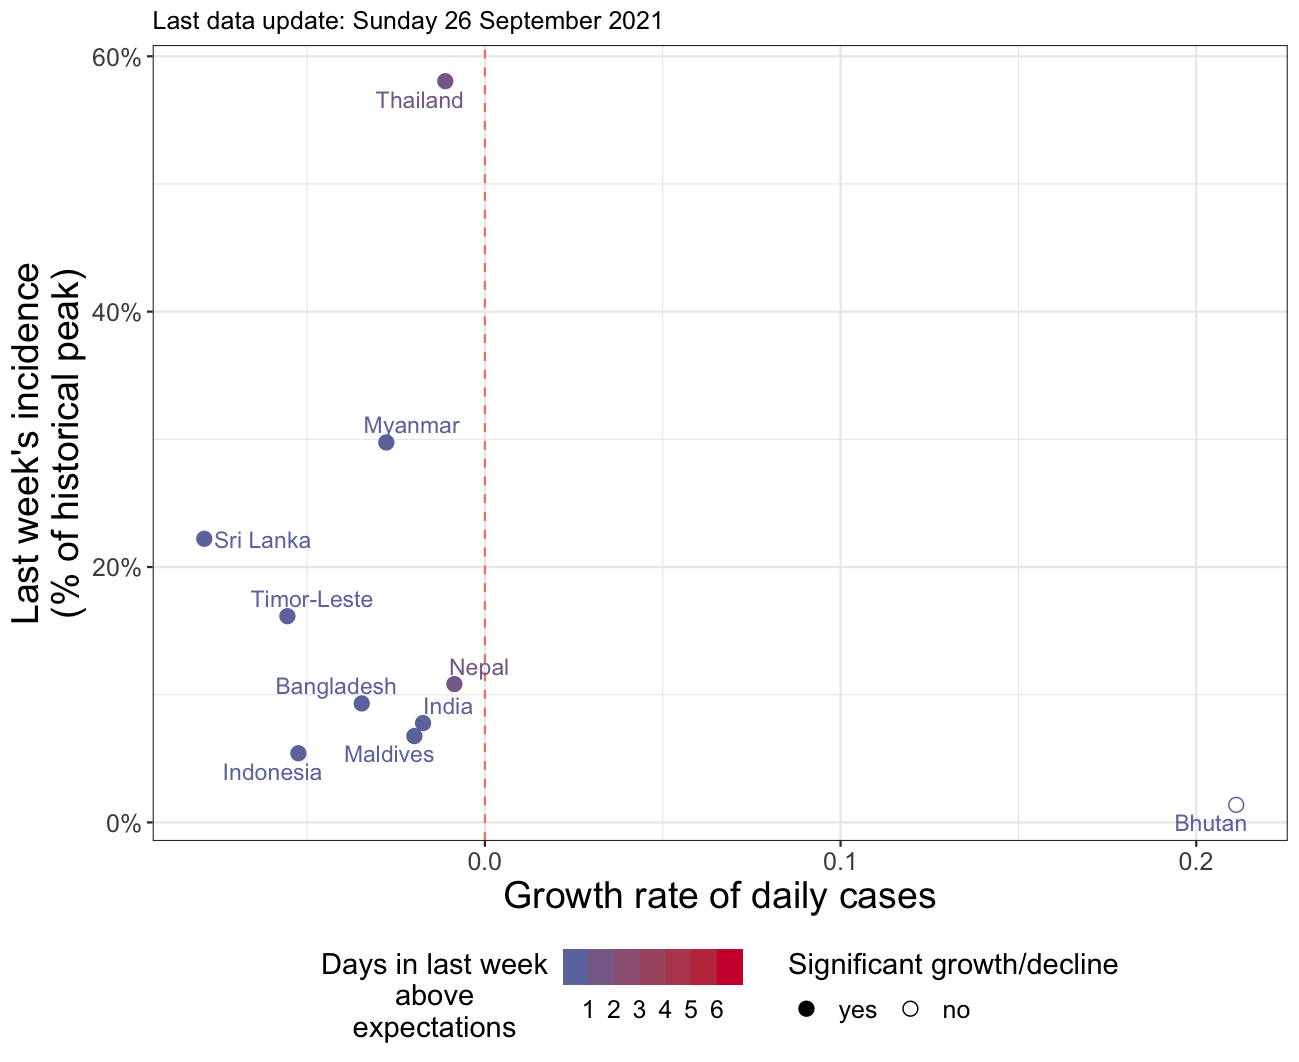 Last data update: Sunday 26 September 2021
Last week's incidence
(% of historical peak)
60%
40%
20%
0%
Thailand
Myanmar
Sri Lanka
Timor-Leste
Nepal
Bangladesh
India
Maldives
Indonesia
Bhutan
0.0 0.1 0.2
Growth rate of daily cases
Days in last week
above
expectations
1 2 3 4 5 6
Significant growth/decline
yes no